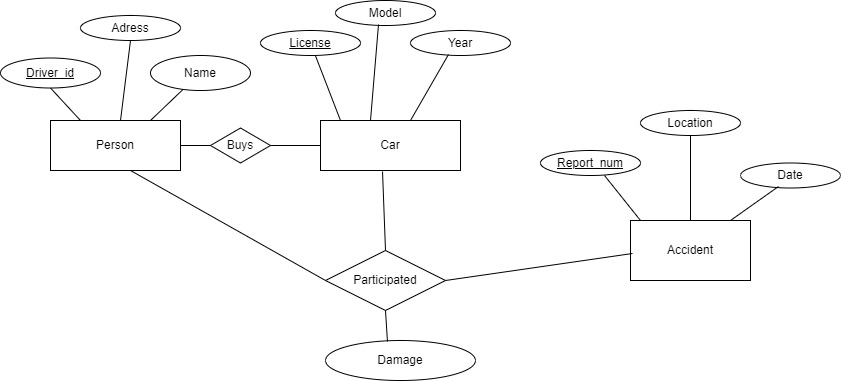 Model
Adress
License
Year
Driver_id
Name
Location
Person
Buys
Car
Report_num
Date
Accident
Participated
Damage